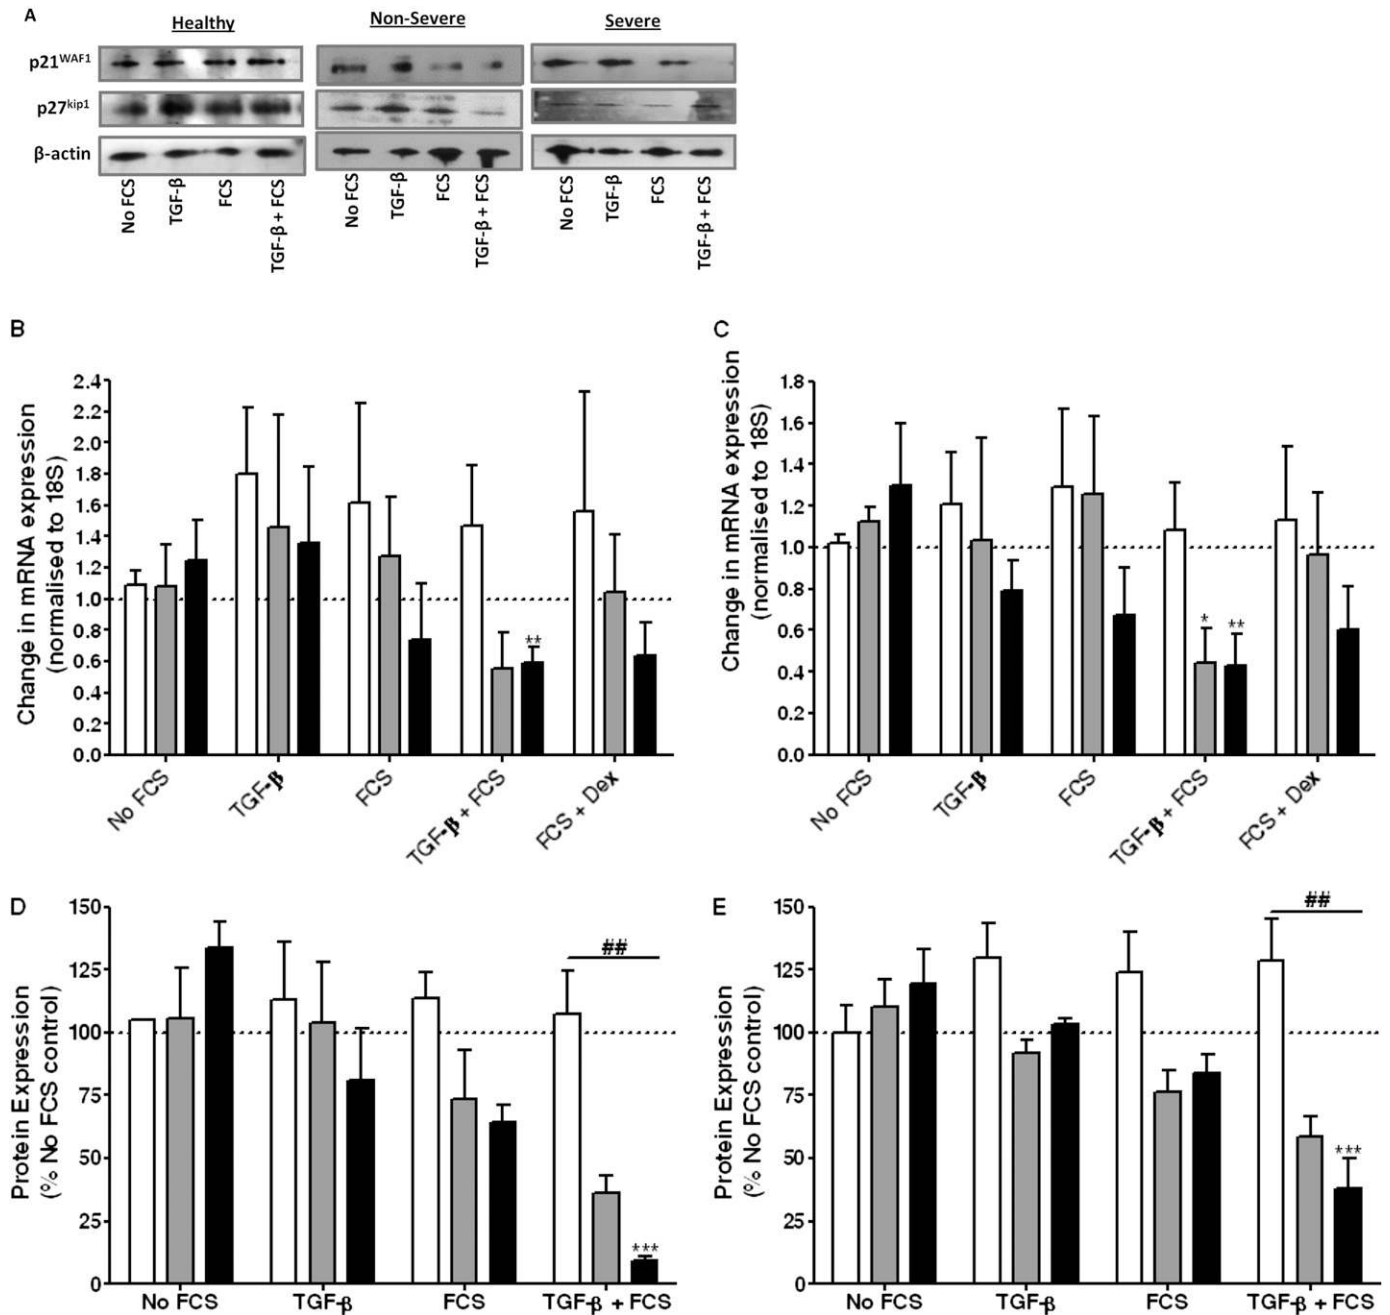 A
Healthy
Non-Severe
Severe
p21WAF1
p27kip1
β-actin
No FCS
TGF-β
FCS
TGF-β + FCS
No FCS
TGF-β
FCS
TGF-β + FCS
No FCS
TGF-β
FCS
TGF-β + FCS
B
Change in mRNA expression
(normalised to 18S)
2.4
2.2
2.0
1.8
1.6
1.4
1.2
1.0
0.8
0.6
0.4
0.2
0.0
**
No FCS
TGF-β
FCS
TGF-β + FCS
FCS + Dex
C
Change in mRNA expression
(normalised to 18S)
1.8
1.6
1.4
1.2
1.0
0.8
0.6
0.4
0.2
0.0
*
**
No FCS
TGF-β
FCS
TGF-β + FCS
FCS + Dex
D
Protein Expression
(% No FCS control)
150
125
100
75
50
25
0
##
***
No FCS
TGF-β
FCS
TGF-β + FCS
E
Protein Expression
(% No FCS control)
150
125
100
75
50
25
0
##
***
No FCS
TGF-β
FCS
TGF-β + FCS